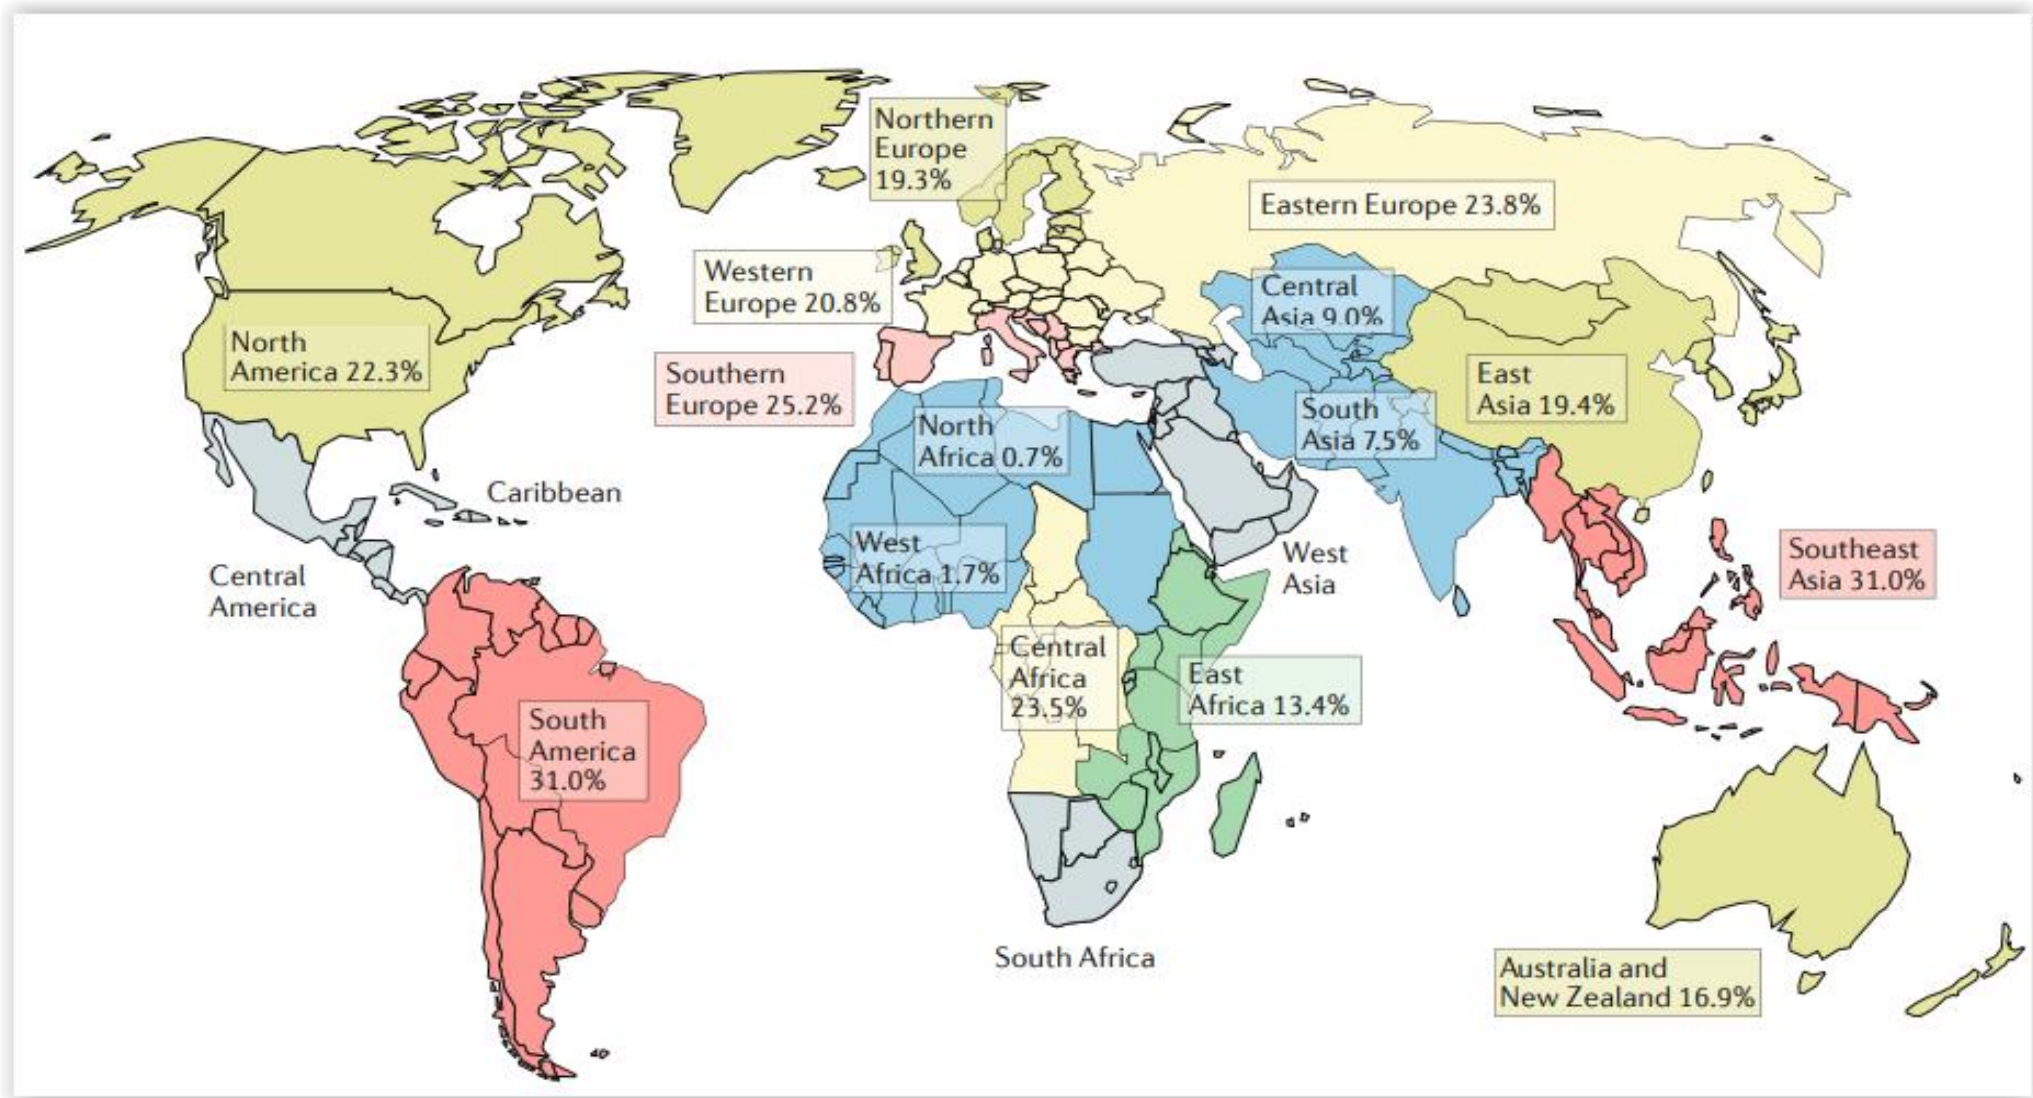 Northern
Europe
19.3%
Eastern Europe 23.8%
Western
Europe 20.8%
Central
Asia 9.0%
North
America 22.3%
Southern
Europe 25.2%
East
Asia 19.4%
South
Asia 7.5%
North
Africa 0.7%
Caribbean
West
Africa 1.7%
West
Asia
Southeast
Asia 31.0%
Central
America
Central
Africa
23.5%
East
Africa 13.4%
South
America
31.0%
South Africa
Australia and
New Zealand 16.9%